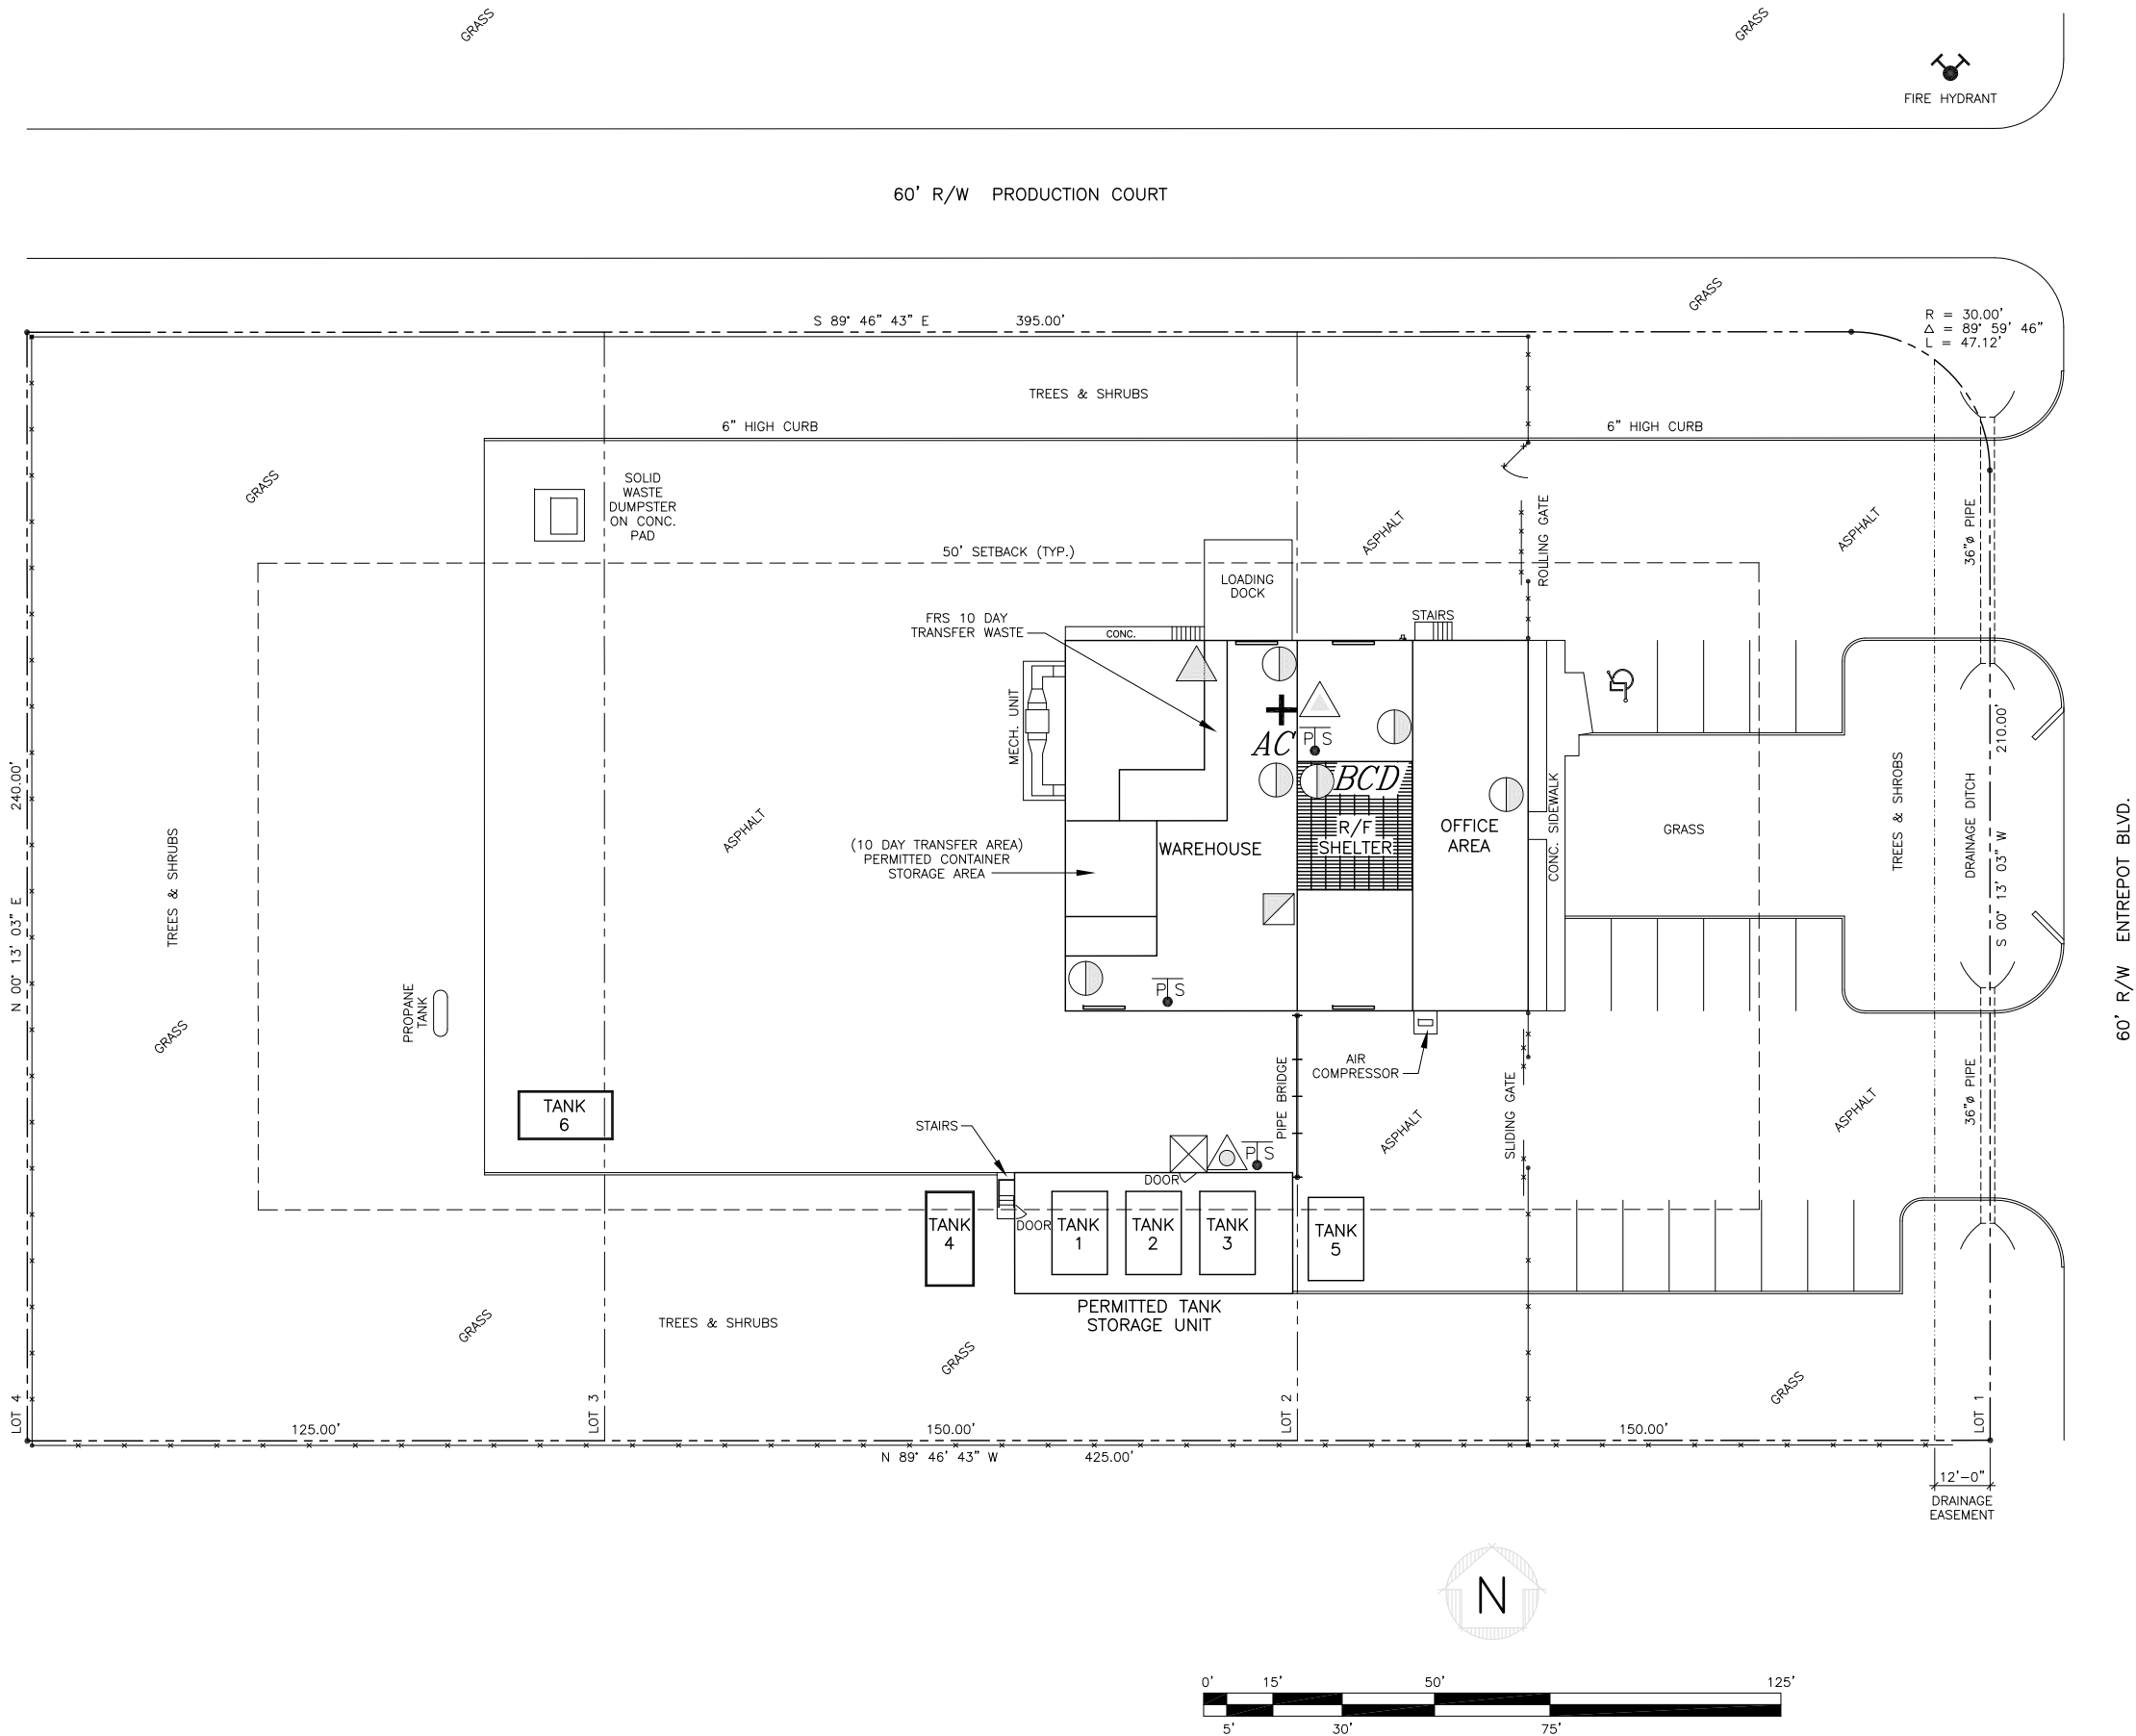 GRASS
GRASS
FIRE HYDRANT
60' R/W PRODUCTION COURT
GRASS
S 89° 46" 43" E 395.00'
R = 30.00'
Δ = 89° 59' 46"
L = 47.12'
TREES & SHRUBS
6" HIGH CURB
6" HIGH CURB
GRASS
SOLID
WASTE
DUMPSTER
ON CONC.
PAD
ASPHALT
ROLLING GATE
ASPHALT
36"ø PIPE
50' SETBACK (TYP.)
LOADING
DOCK
FRS 10 DAY
TRANSFER WASTE
CONC.
STAIRS
MECH. UNIT
AC
P S
BCD
240.00'
N 00° 13' 03" E
TREES & SHRUBS
ASPHALT
(10 DAY TRANSFER AREA)
PERMITTED CONTAINER
STORAGE AREA
WAREHOUSE
R/F
SHELTER
OFFICE
AREA
CONC. SIDEWALK
GRASS
TREES & SHROBS
DRAINAGE DITCH
210.00'
S 00° 13' 03" W
60' R/W ENTREPOT BLVD.
P S
PROPANE
TANK
GRASS
AIR
COMPRESSOR
PIPE BRIDGE
SLIDING GATE
ASPHALT
ASPHALT
36"ø PIPE
TANK
6
STAIRS
P S
DOOR
DOOR
TANK
4
TANK
1
TANK
2
TANK
3
TANK
5
PERMITTED TANK
STORAGE UNIT
GRASS
TREES & SHRUBS
GRASS
GRASS
LOT 4
LOT 3
LOT 2
LOT 1
125.00'
150.00'
150.00'
N 89° 46' 43" W 425.00'
12'-0"
DRAINAGE
EASEMENT
N
0' 15' 50' 125'
5' 30' 75'